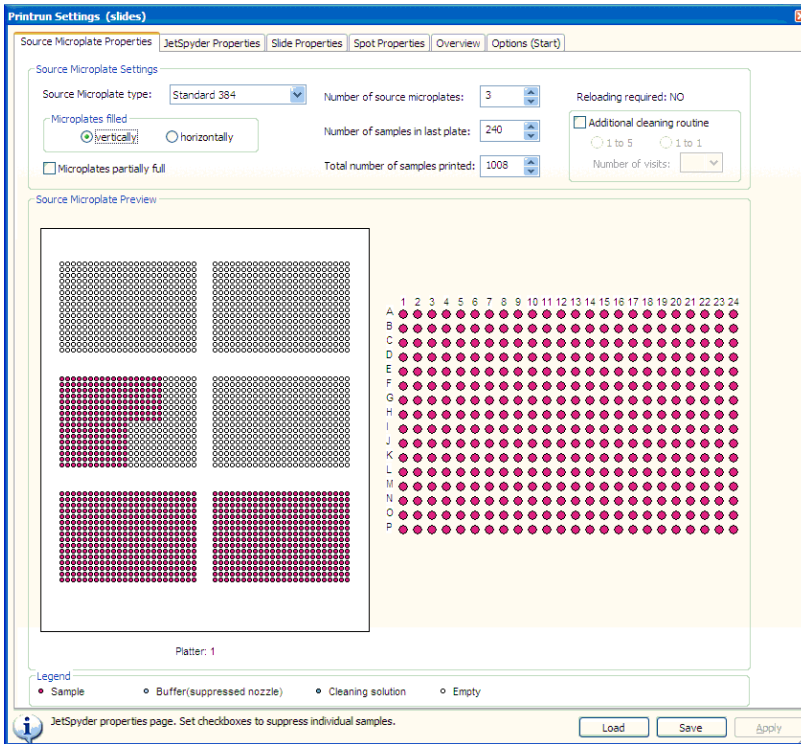 Printrun Settings (slides)
Source Microplate Properties JetSpyder Properties Slide Properties Spot Properties Overview Options (Start)
Source Microplate Settings
Source Microplate type: Standard 384 Number of source microplates: 3 Reloading required: NO
Microplates filled Additional cleaning routine
vertically horizontally Number of samples in last plate: 240 1 to 5 1 to 1
Microplates partially full Total number of samples printed: 1008 Number of visits:
Source Microplate Preview
1 2 3 4 5 6 7 8 9 10 11 12 13 14 15 16 17 18 19 20 21 22 23 24
A
B
C
D
E
F
G
H
I
J
K
L
M
N
O
P
Platter: 1
Legend
Sample Buffer(suppressed nozzle) Cleaning solution Empty
JetSpyder properties page. Set checkboxes to suppress individual samples.
Load Save Apply